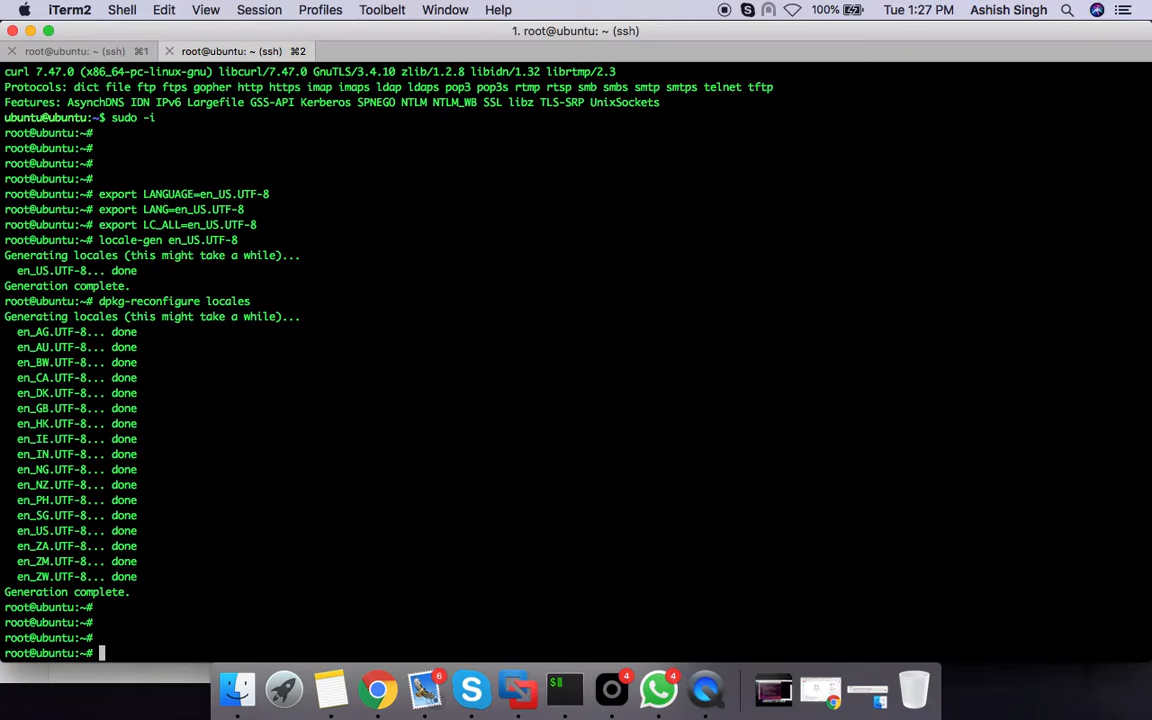 iTerm2 Shell Edit View Session Profiles Toolbelt Window Help 100% Tue 1:27 PM Ashish Singh
1. root@ubuntu: ~ (ssh)
root@ubuntu: ~ (ssh) ⌘1 root@ubuntu: ~ (ssh) ⌘2
curl 7.47.0 (x86_64-pc-linux-gnu) libcurl/7.47.0 GnuTLS/3.4.10 zlib/1.2.8 libidn/1.32 librtmp/2.3
Protocols: dict file ftp ftps gopher http https imap imaps ldap ldaps pop3 pop3s rtmp rtsp smb smbs smtp smtps telnet tftp
Features: AsynchDNS IDN IPv6 Largefile GSS-API Kerberos SPNEGO NTLM NTLM_WB SSL libz TLS-SRP UnixSockets
ubuntu@ubuntu:~$ sudo -i
root@ubuntu:~#
root@ubuntu:~#
root@ubuntu:~#
root@ubuntu:~#
root@ubuntu:~# export LANGUAGE=en_US.UTF-8
root@ubuntu:~# export LANG=en_US.UTF-8
root@ubuntu:~# export LC_ALL=en_US.UTF-8
root@ubuntu:~# locale-gen en_US.UTF-8
Generating locales (this might take a while)...
en_US.UTF-8... done
Generation complete.
root@ubuntu:~# dpkg-reconfigure locales
Generating locales (this might take a while)...
en_AG.UTF-8... done
en_AU.UTF-8... done
en_BW.UTF-8... done
en_CA.UTF-8... done
en_DK.UTF-8... done
en_GB.UTF-8... done
en_HK.UTF-8... done
en_IE.UTF-8... done
en_IN.UTF-8... done
en_NG.UTF-8... done
en_NZ.UTF-8... done
en_PH.UTF-8... done
en_SG.UTF-8... done
en_US.UTF-8... done
en_ZA.UTF-8... done
en_ZM.UTF-8... done
en_ZW.UTF-8... done
Generation complete.
root@ubuntu:~#
root@ubuntu:~#
root@ubuntu:~#
root@ubuntu:~#
6 4 4